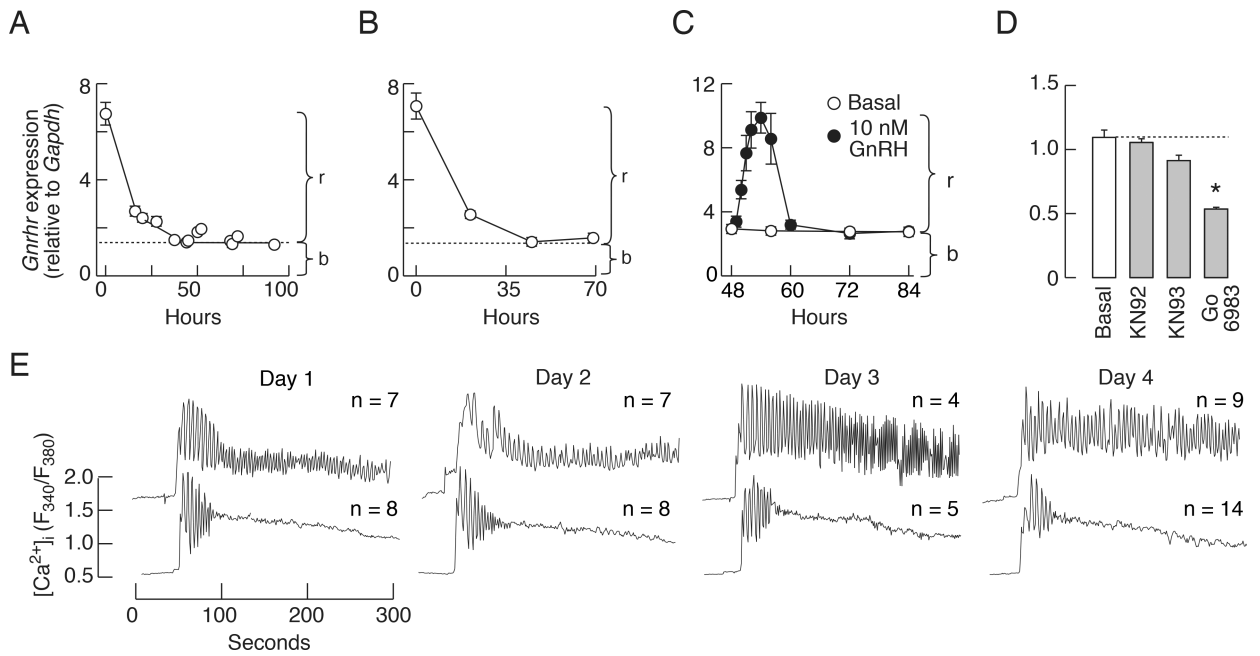 A
B
C
D
Gnrhr expression
(relative to Gapdh)
8
4
0
r
b
0
50
100
Hours
8
4
0
r
b
0
35
70
Hours
12
8
4
0
Basal
10 nM
GnRH
r
b
48
60
72
84
Hours
1.5
1.0
0.5
0
*
Basal
KN92
KN93
Go
6983
E
Day 1
Day 2
Day 3
Day 4
n = 7
n = 7
n = 4
n = 9
n = 8
n = 8
n = 5
n = 14
[Ca2+]i (F340/F380)
2.0
1.5
1.0
0.5
0
100
200
300
Seconds